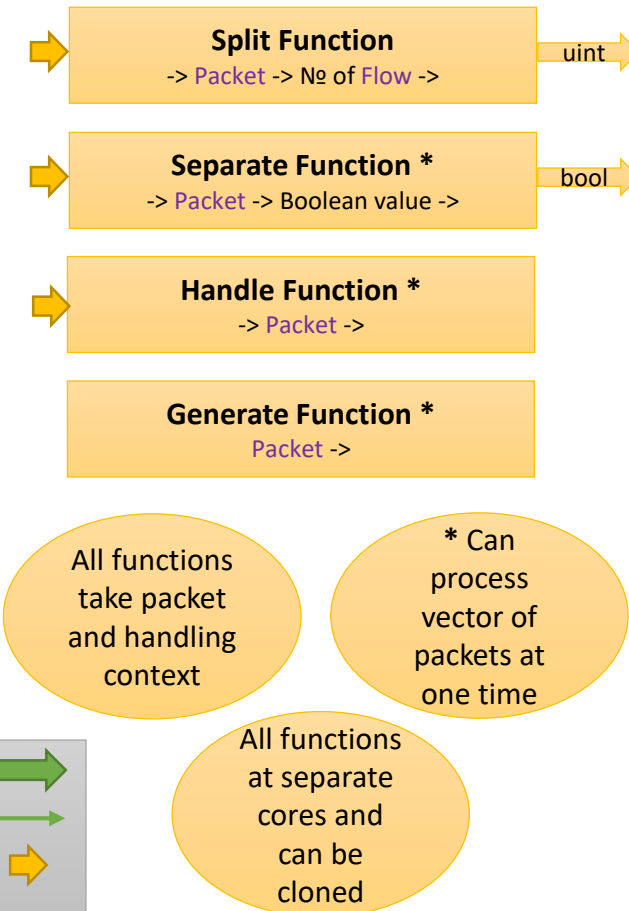 Split Function
-> Packet -> № of Flow ->
uint
Separate Function *
-> Packet -> Boolean value ->
bool
Handle Function *
-> Packet ->
Generate Function *
Packet ->
All functions
take packet
and handling
context
* Can
process
vector of
packets at
one time
All functions
at separate
cores and
can be
cloned